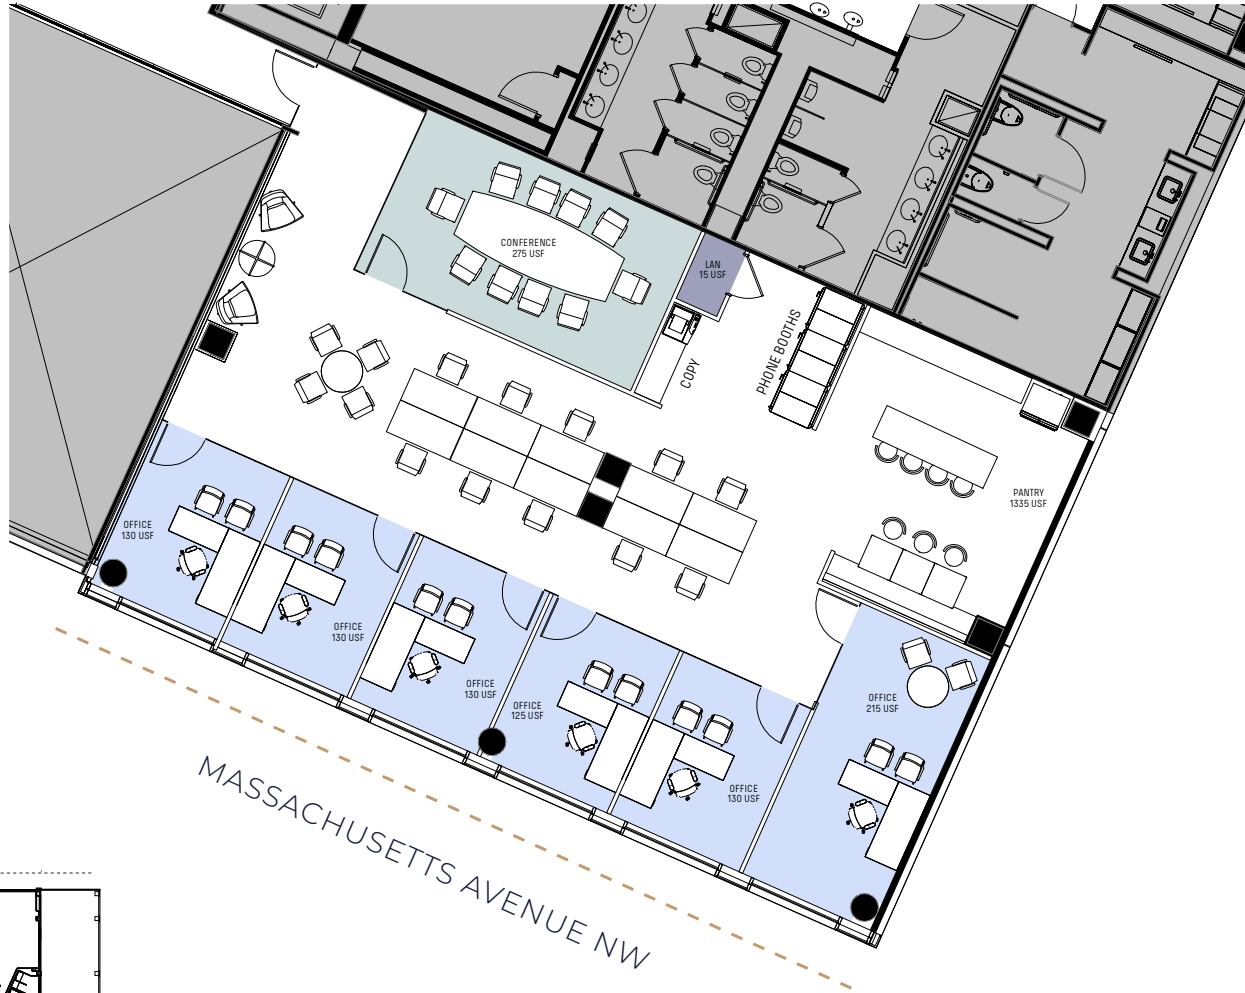 CONFERENCE
275 USF
LAN
15 USF
COPY
PHONE BOOTHS
PANTRY
1335 USF
OFFICE
130 USF
OFFICE
130 USF
OFFICE
130 USF
OFFICE
125 USF
OFFICE
130 USF
OFFICE
215 USF
MASSACHUSETTS AVENUE NW